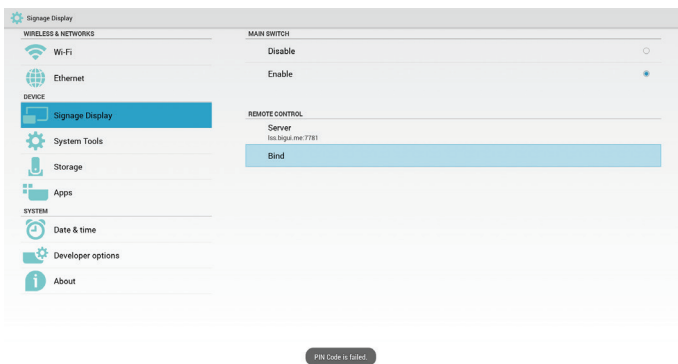 Signage Display
WIRELESS & NETWORKS
Wi-Fi
Ethernet
DEVICE
Signage Display
System Tools
Storage
Apps
SYSTEM
Date & time
Developer options
About
MAIN SWITCH
Disable
Enable
REMOTE CONTROL
Server
lss.bigui.me:7781
Bind
PIN Code is failed.